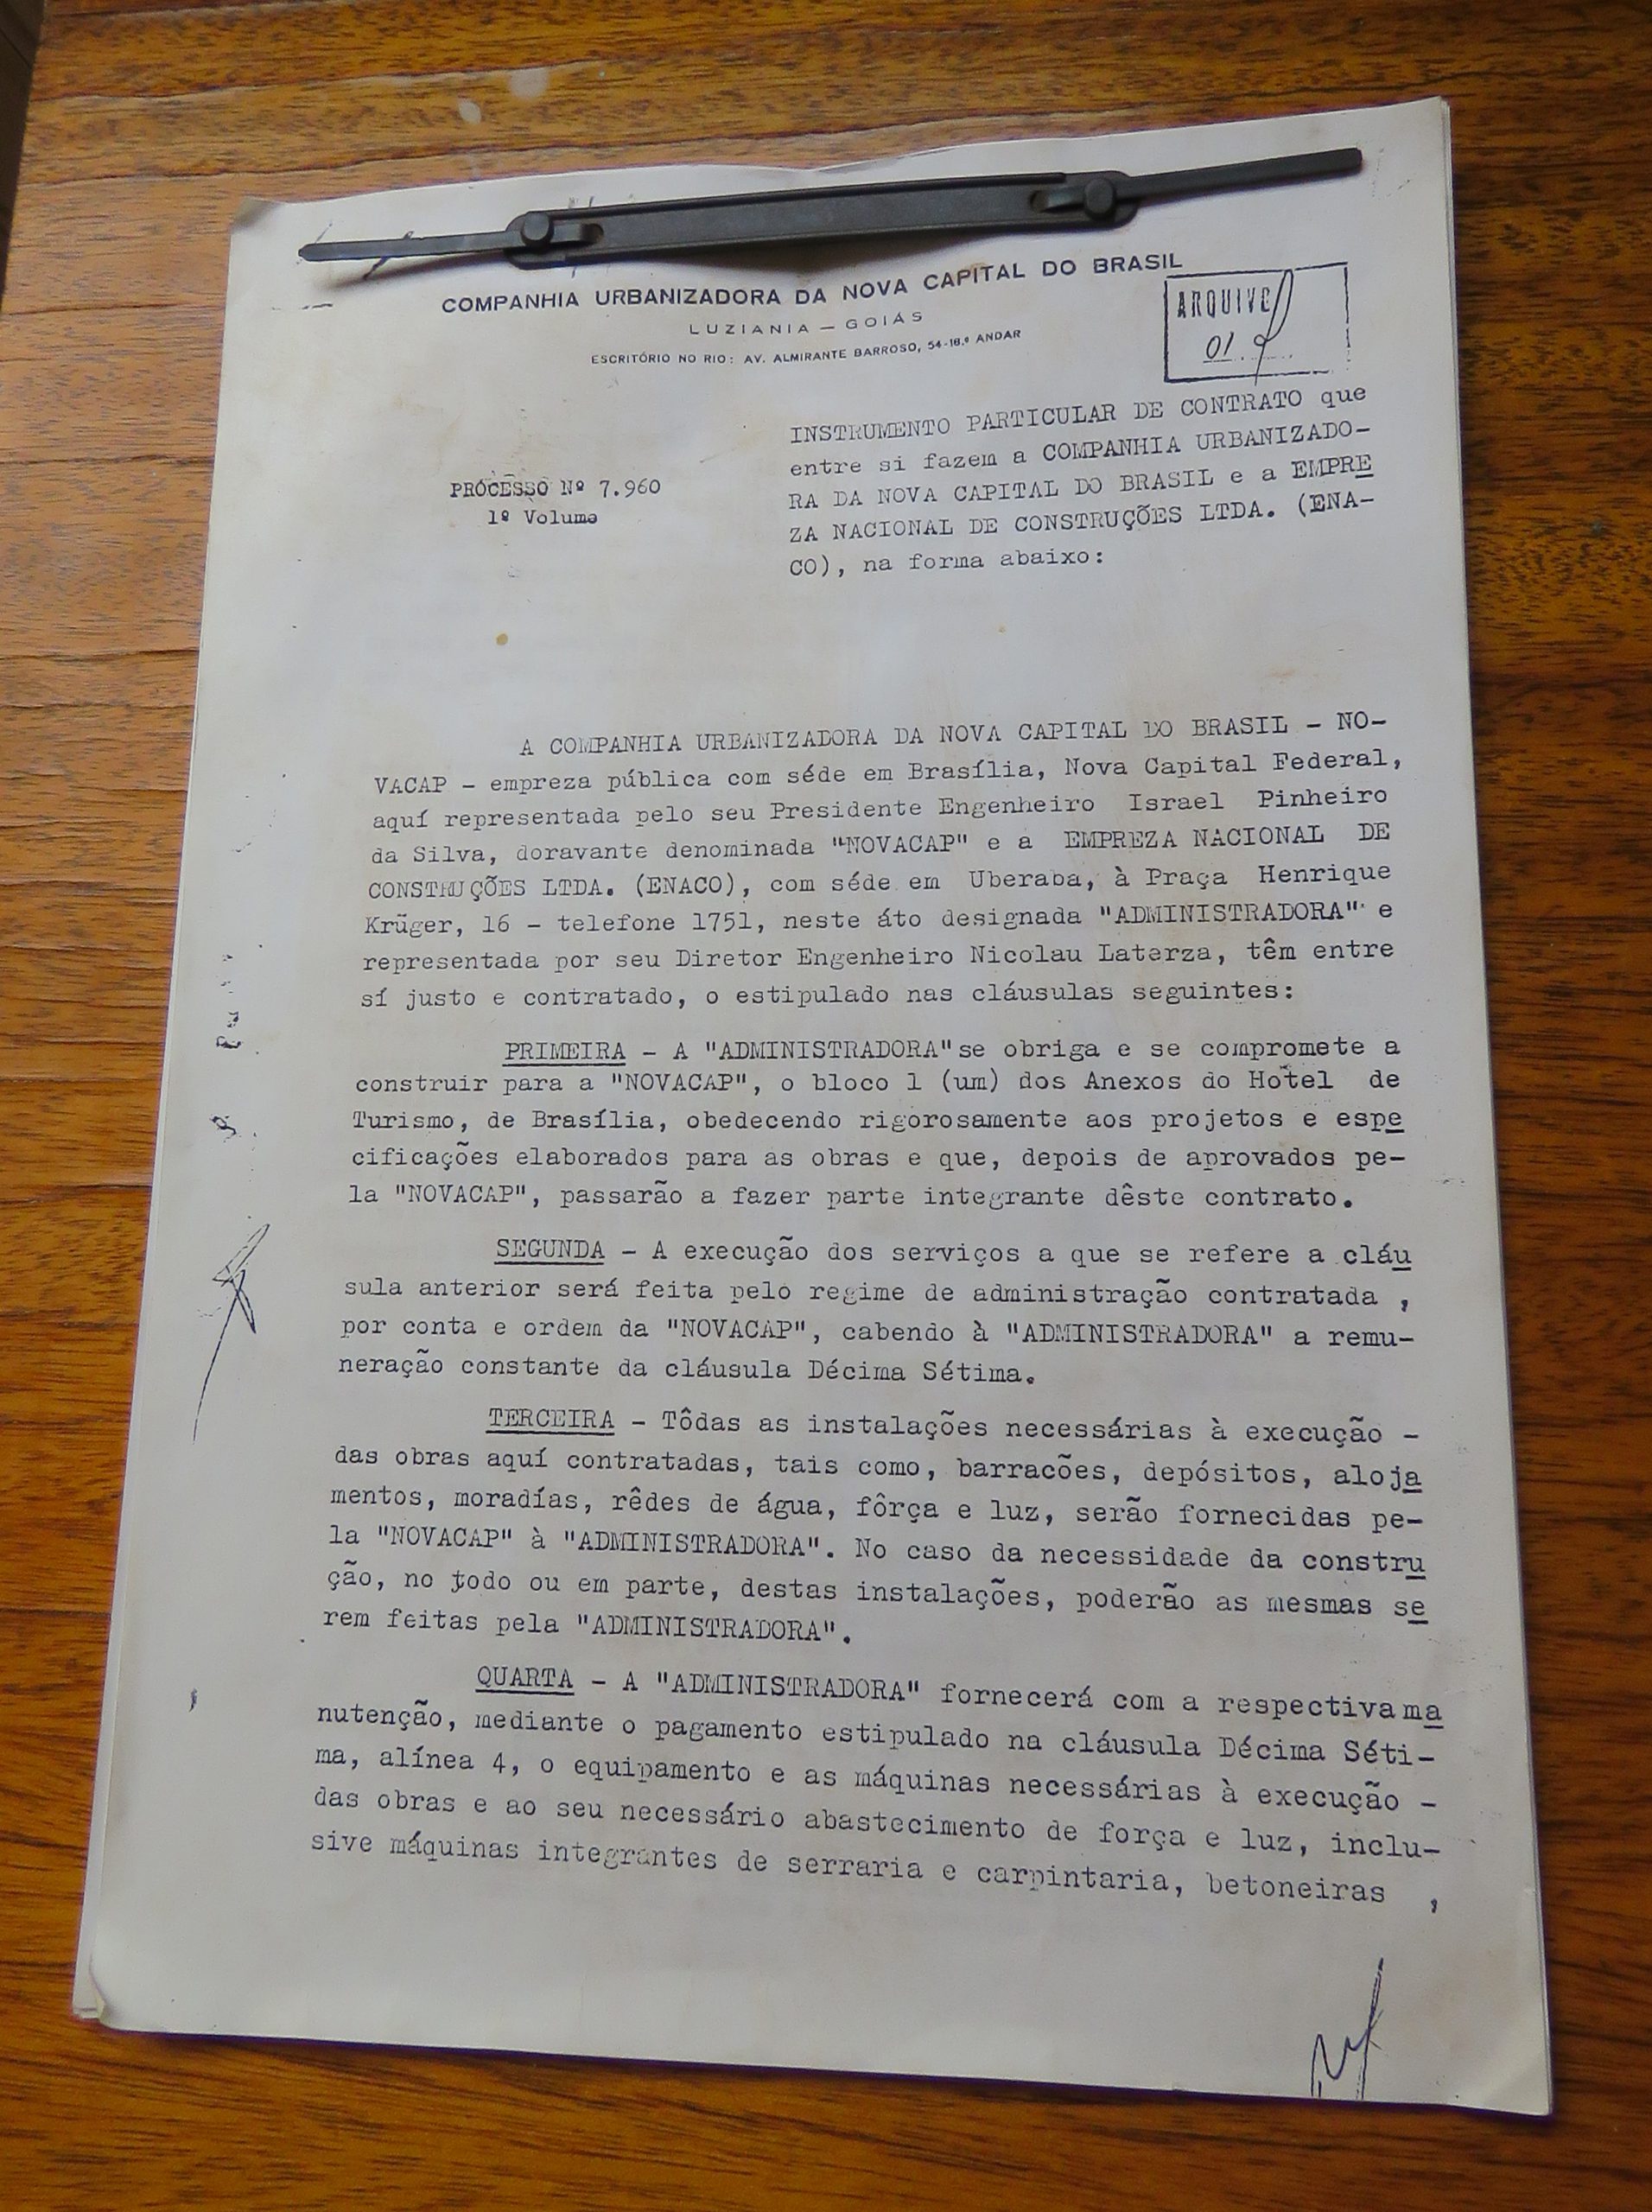 COMPANHIA URBANIZADORA DA NOVA CAPITAL DO BRASIL
LUZIANIA — GOIÁS
ESCRITÓRIO NO RIO: AV. ALMIRANTE BARROSO, 54-18.º ANDAR
ARQUIVO
01
PROCESSO Nº 7.960
1º Volume
INSTRUMENTO PARTICULAR DE CONTRATO que
entre si fazem a COMPANHIA URBANIZADO-
RA DA NOVA CAPITAL DO BRASIL e a EMPRE
ZA NACIONAL DE CONSTRUÇÕES LTDA. (ENA-
CO), na forma abaixo:
A COMPANHIA URBANIZADORA DA NOVA CAPITAL DO BRASIL - NO-
VACAP - empreza pública com séde em Brasília, Nova Capital Federal,
aquí representada pelo seu Presidente Engenheiro Israel Pinheiro
da Silva, doravante denominada "NOVACAP" e a EMPREZA NACIONAL DE
CONSTRUÇÕES LTDA. (ENACO), com séde em Uberaba, à Praça Henrique
Krüger, 16 - telefone 1751, neste áto designada "ADMINISTRADORA" e
representada por seu Diretor Engenheiro Nicolau Laterza, têm entre
sí justo e contratado, o estipulado nas cláusulas seguintes:
PRIMEIRA - A "ADMINISTRADORA" se obriga e se compromete a
construir para a "NOVACAP", o bloco 1 (um) dos Anexos do Hotel de
Turismo, de Brasília, obedecendo rigorosamente aos projetos e espe
cificações elaborados para as obras e que, depois de aprovados pe-
la "NOVACAP", passarão a fazer parte integrante dêste contrato.
SEGUNDA - A execução dos serviços a que se refere a cláu
sula anterior será feita pelo regime de administração contratada ,
por conta e ordem da "NOVACAP", cabendo à "ADMINISTRADORA" a remu-
neração constante da cláusula Décima Sétima.
TERCEIRA - Tôdas as instalações necessárias à execução -
das obras aquí contratadas, tais como, barracões, depósitos, aloja
mentos, moradías, rêdes de água, fôrça e luz, serão fornecidas pe-
la "NOVACAP" à "ADMINISTRADORA". No caso da necessidade da constru
ção, no todo ou em parte, destas instalações, poderão as mesmas se
rem feitas pela "ADMINISTRADORA".
QUARTA - A "ADMINISTRADORA" fornecerá com a respectiva ma
nutenção, mediante o pagamento estipulado na cláusula Décima Séti-
ma, alínea 4, o equipamento e as máquinas necessárias à execução -
das obras e ao seu necessário abastecimento de força e luz, inclu-
sive máquinas integrantes de serraria e carpintaria, betoneiras ,